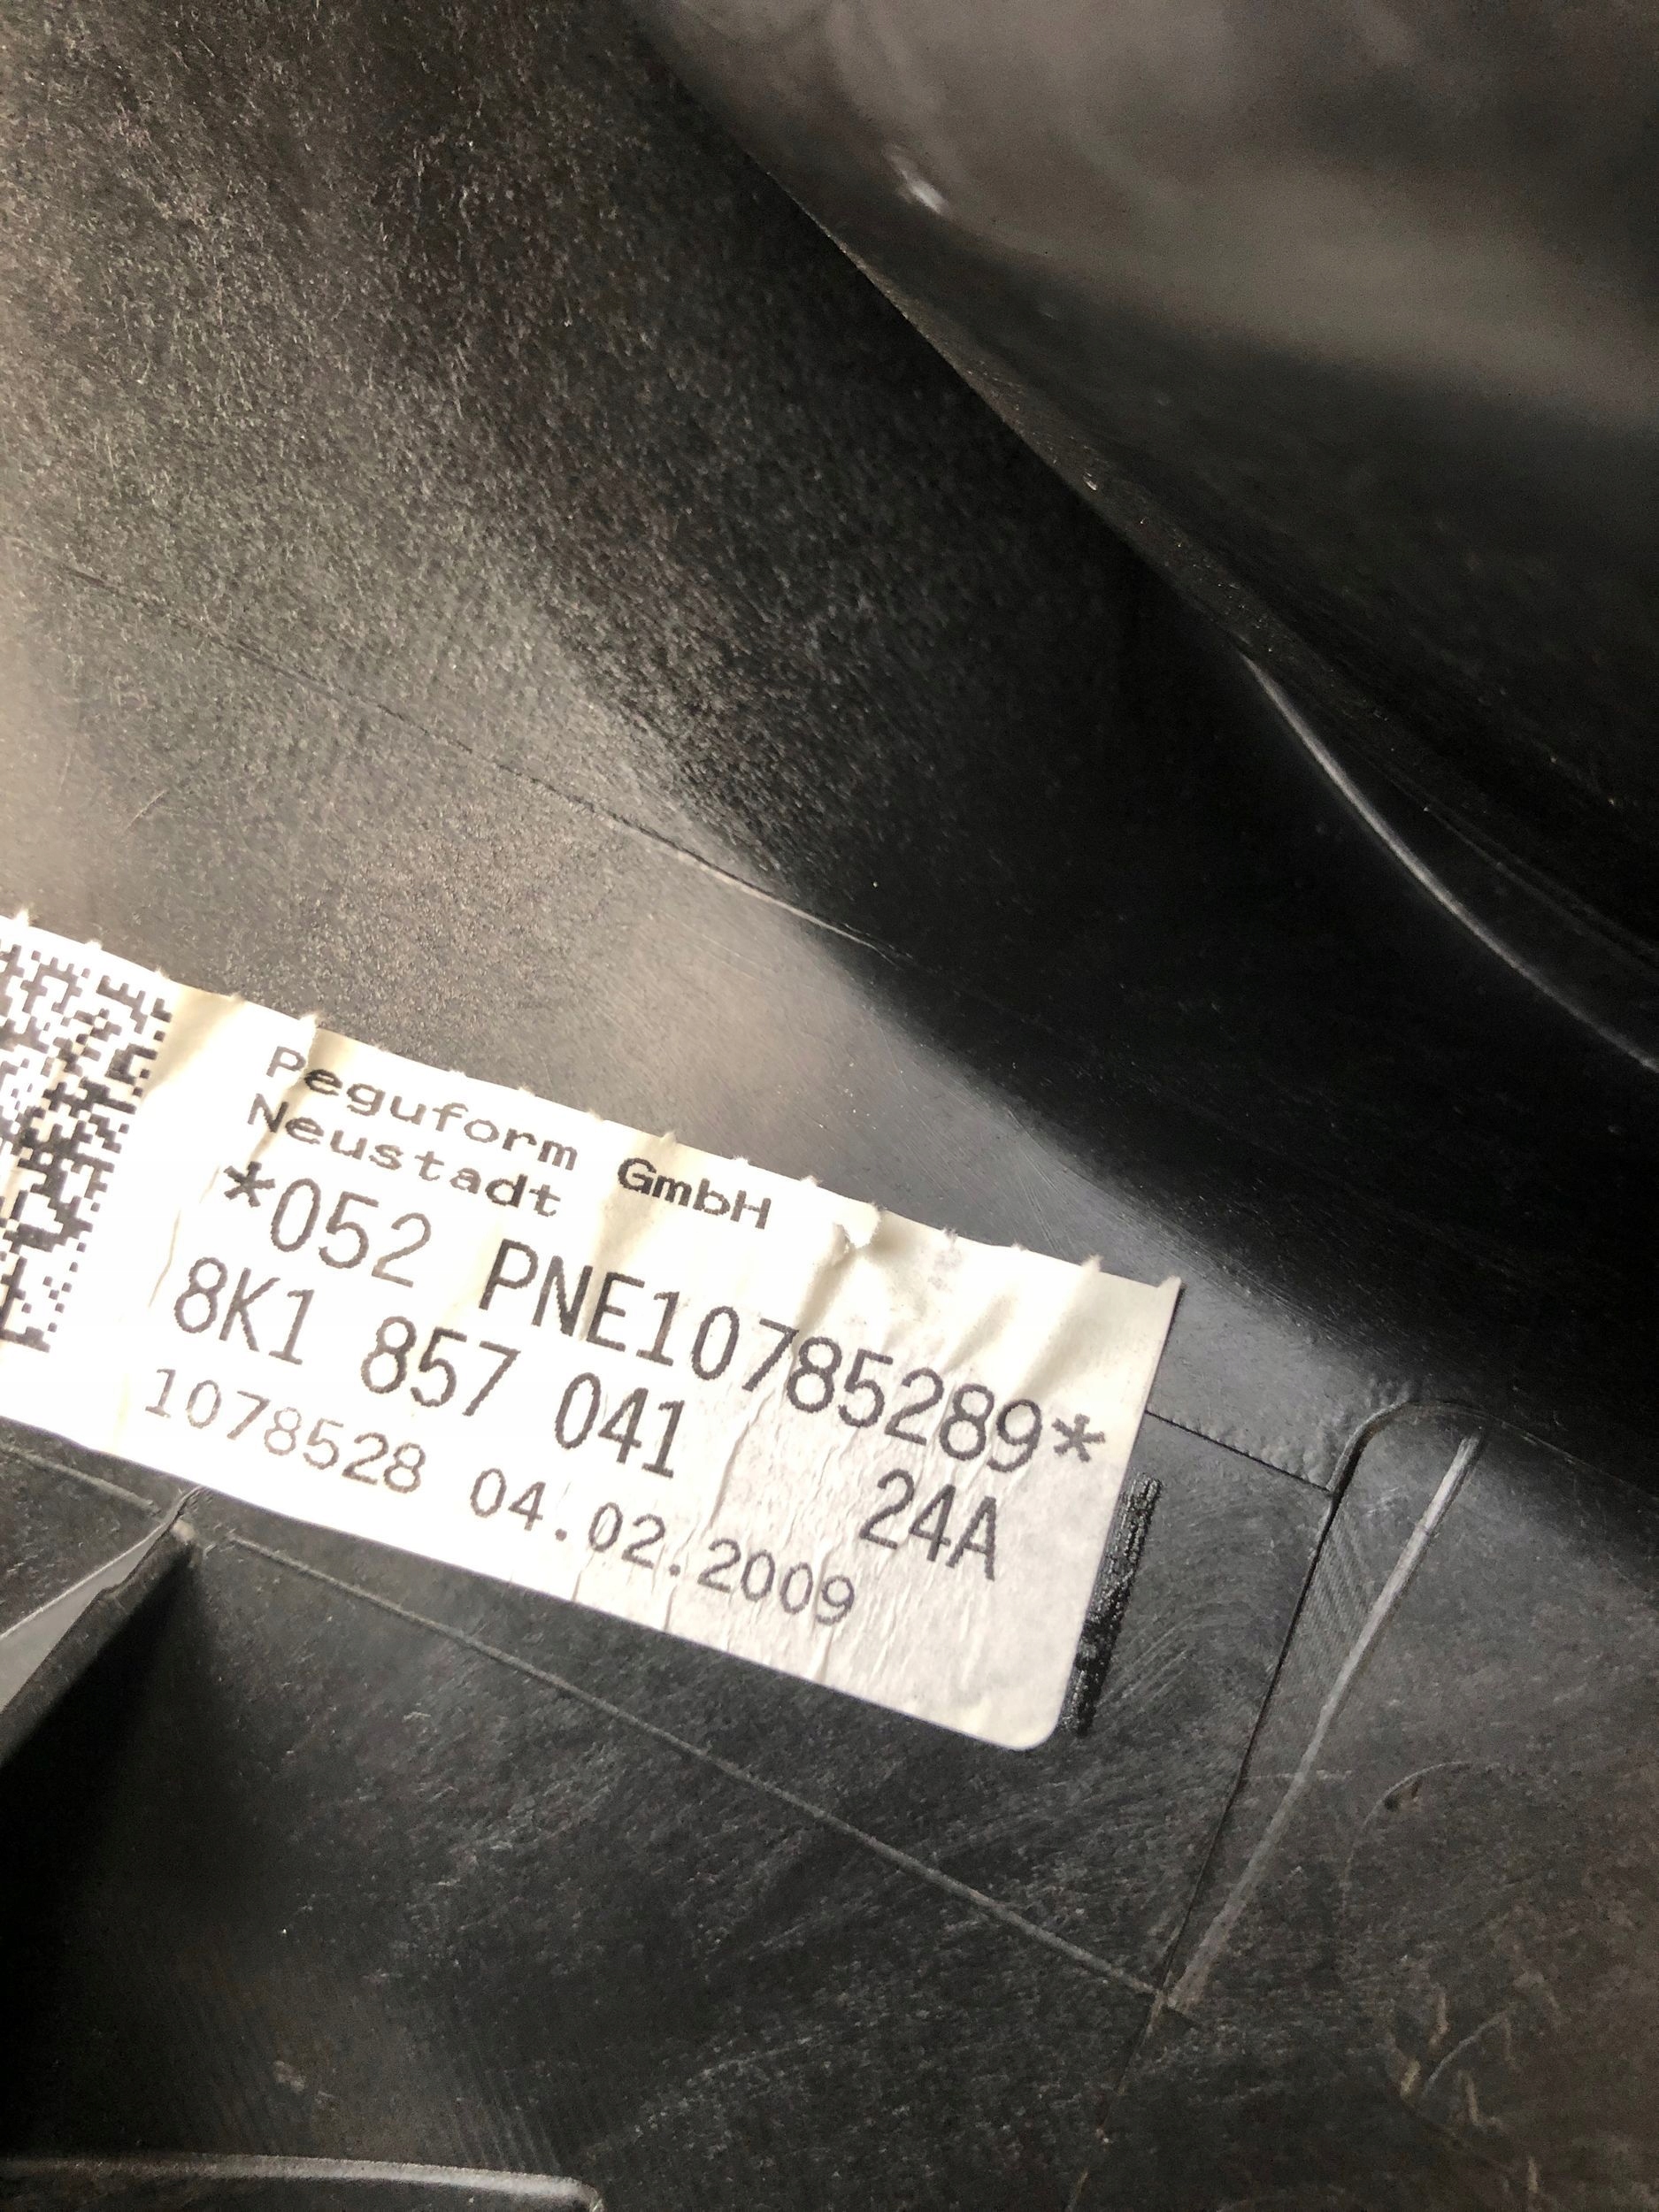 Peguform GmbH
Neustadt
*052 PNE10785289*
8K1 857 041 24A
1078528 04.02.2009